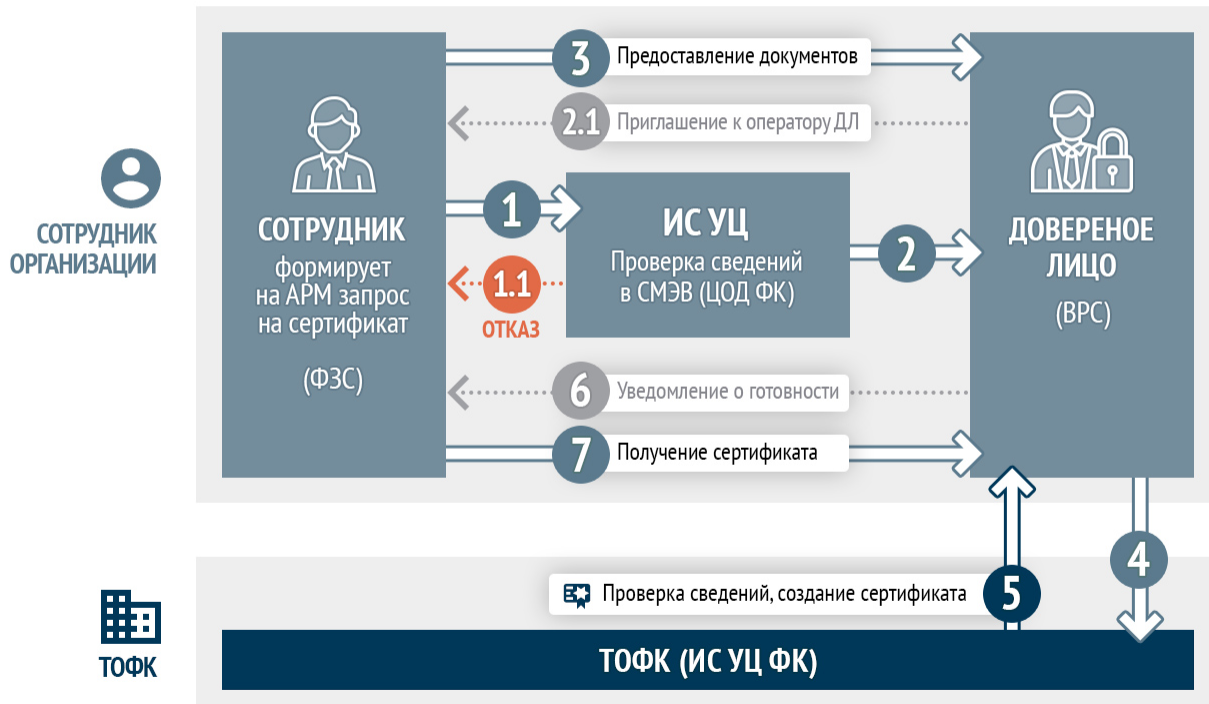 3 Предоставление документов
2.1 Приглашение к оператору ДЛ
СОТРУДНИК
ОРГАНИЗАЦИИ
СОТРУДНИК
формирует
на АРМ запрос
на сертификат
(ФЗС)
1
1.1
ОТКАЗ
ИС УЦ
Проверка сведений
в СМЭВ (ЦОД ФК)
2
ДОВЕРЕНОЕ
ЛИЦО
(ВРС)
6 Уведомление о готовности
7 Получение сертификата
4
Проверка сведений, создание сертификата 5
ТОФК
ТОФК (ИС УЦ ФК)